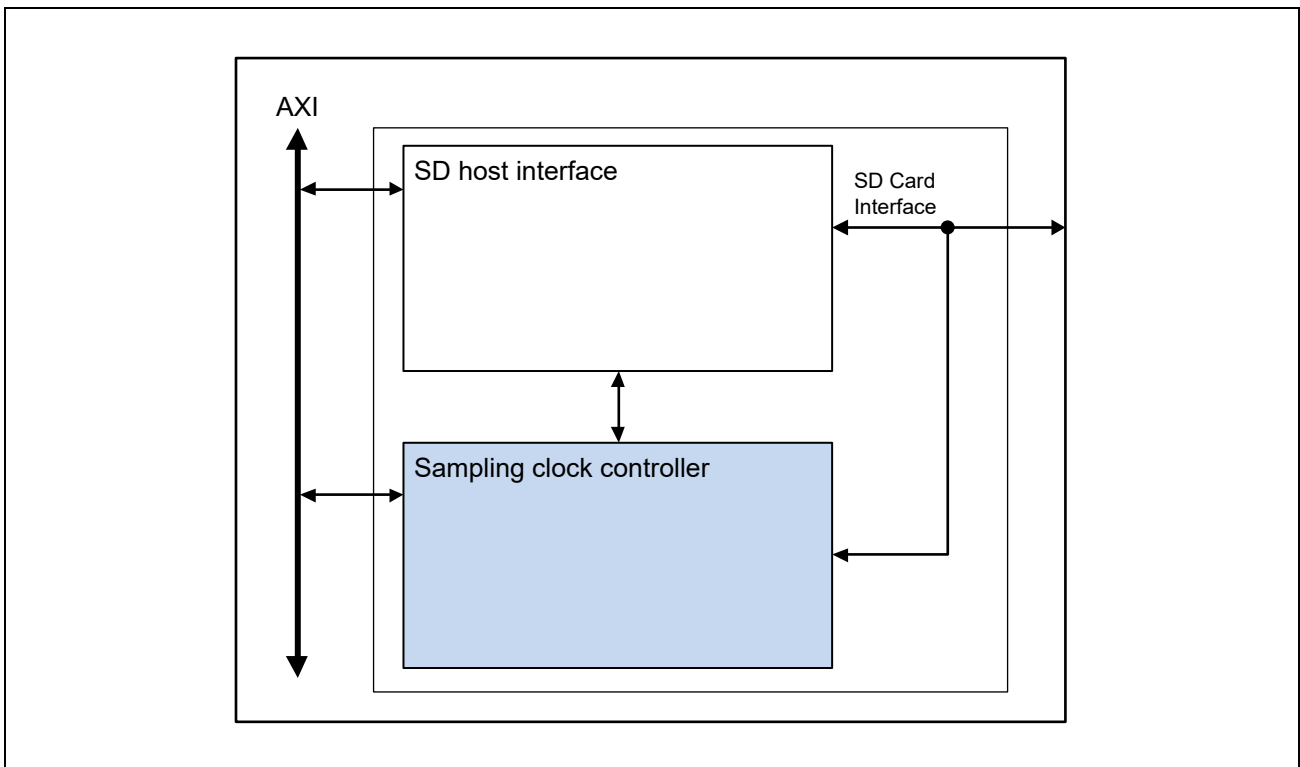 AXI
SD host interface
SD Card
Interface
Sampling clock controller